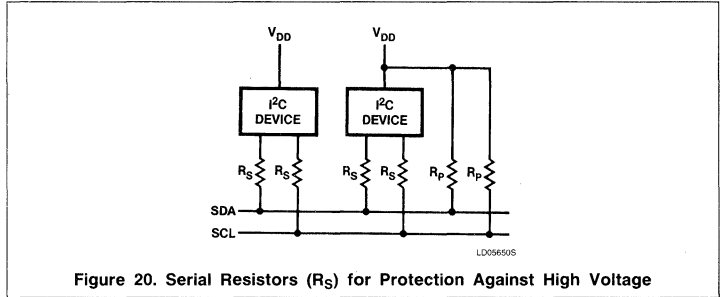 VDD VDD
I²C DEVICE I²C DEVICE
RS RS RS RS RP RP
SDA
SCL
LD05650S
Figure 20. Serial Resistors (RS) for Protection Against High Voltage